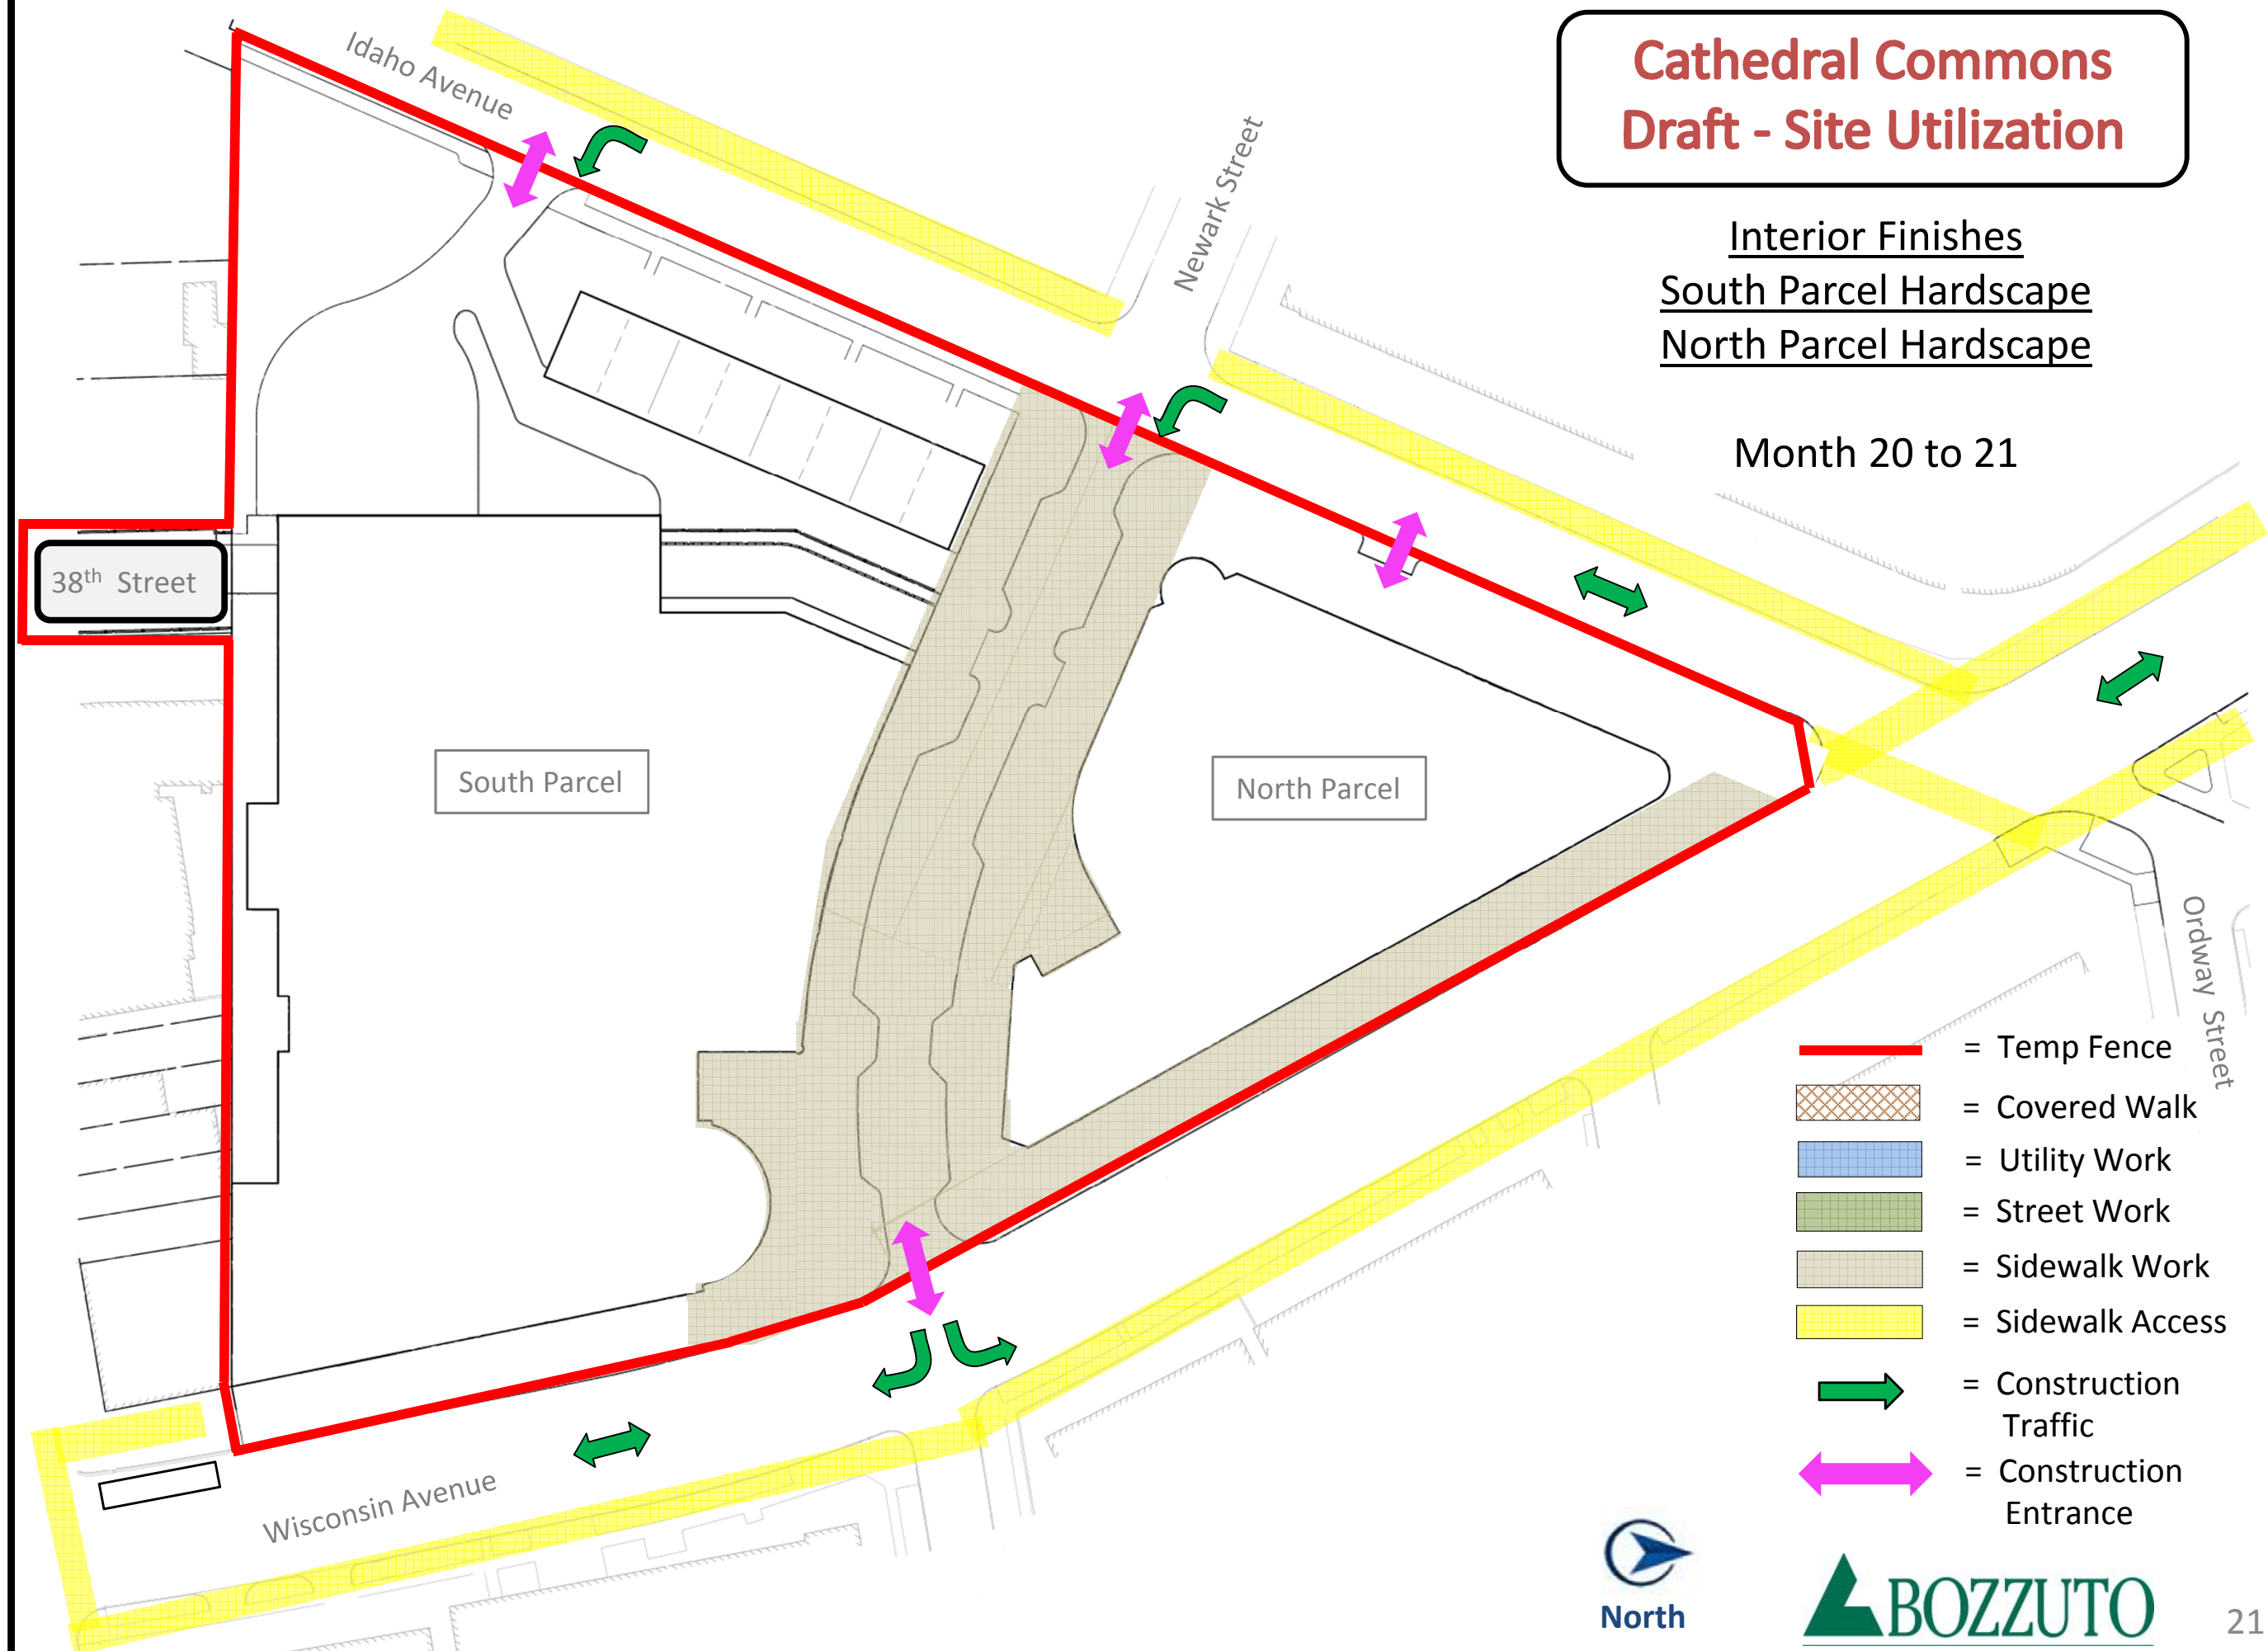 Cathedral Commons
Draft - Site Utilization
Interior Finishes
South Parcel Hardscape
North Parcel Hardscape
Month 20 to 21
Idaho Avenue
Newark Street
38th Street
South Parcel
North Parcel
Ordway Street
Wisconsin Avenue
= Temp Fence
= Covered Walk
= Utility Work
= Street Work
= Sidewalk Work
= Sidewalk Access
= Construction
Traffic
= Construction
Entrance
North
BOZZUTO
21